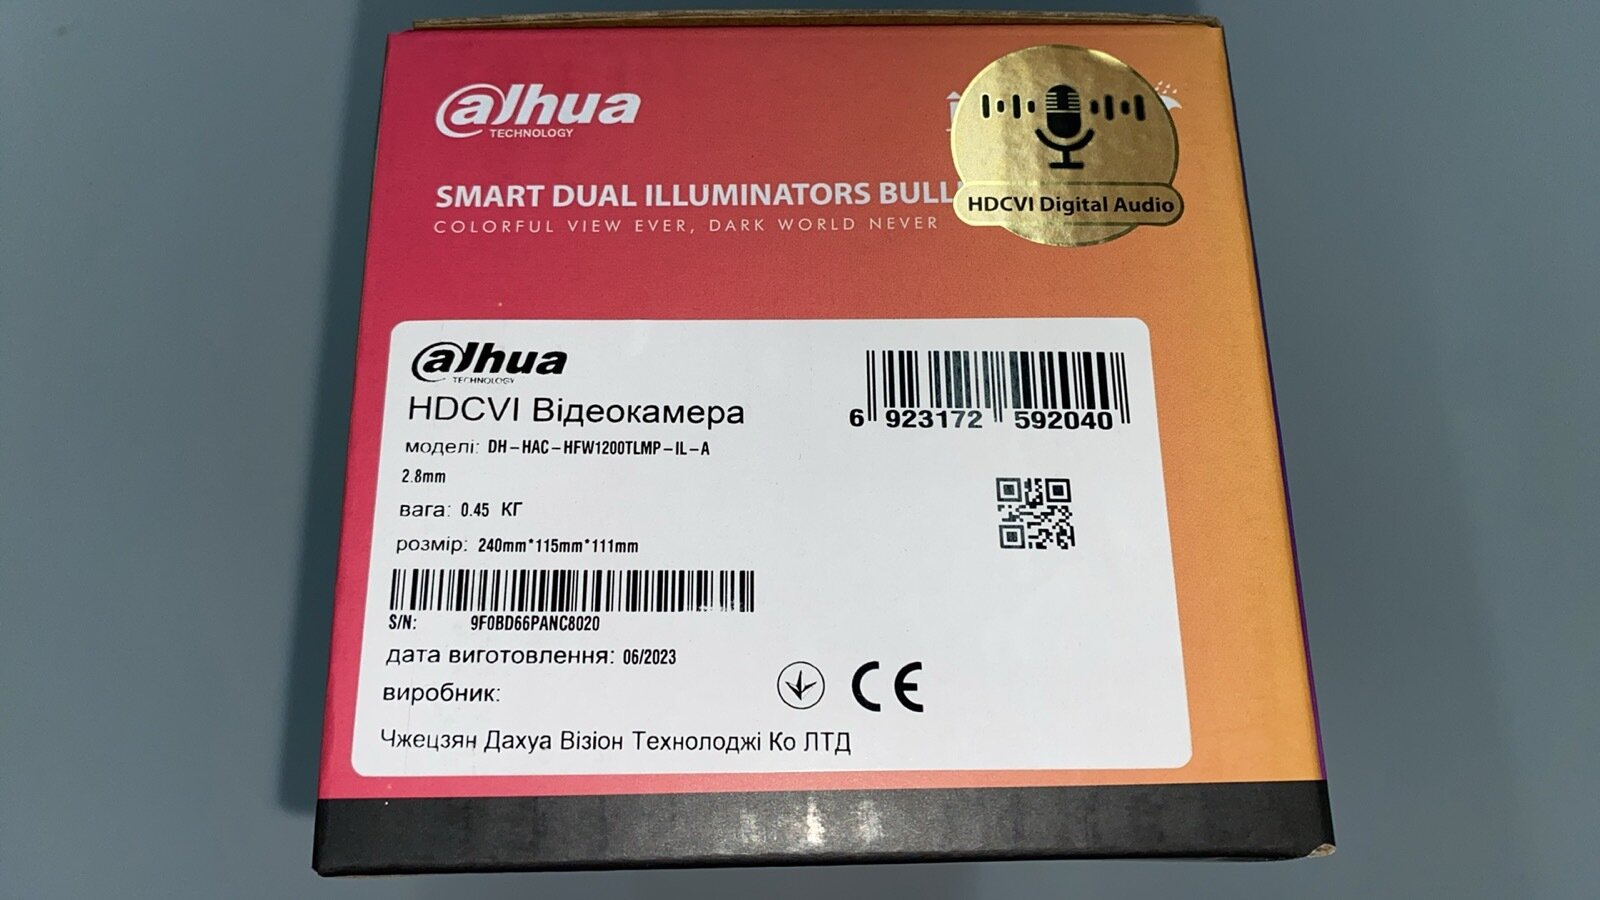 alhua
TECHNOLOGY
SMART DUAL ILLUMINATORS
COLORFUL VIEW EVER, DARK WORLD NEVER
HDCVI Digital Audio
alhua
TECHNOLOGY
HDCVI Відеокамера
моделі: DH-HAC-HFW1200TLMP-IL-A
2.8mm
вага: 0.45 КГ
розмір: 240mm*115mm*111mm
6 923172 592040
S/N: 9F0BD66PANC8020
дата виготовлення: 06/2023
виробник:
CE
Чжецзян Дахуа Візіон Технолоджі Ко ЛТД